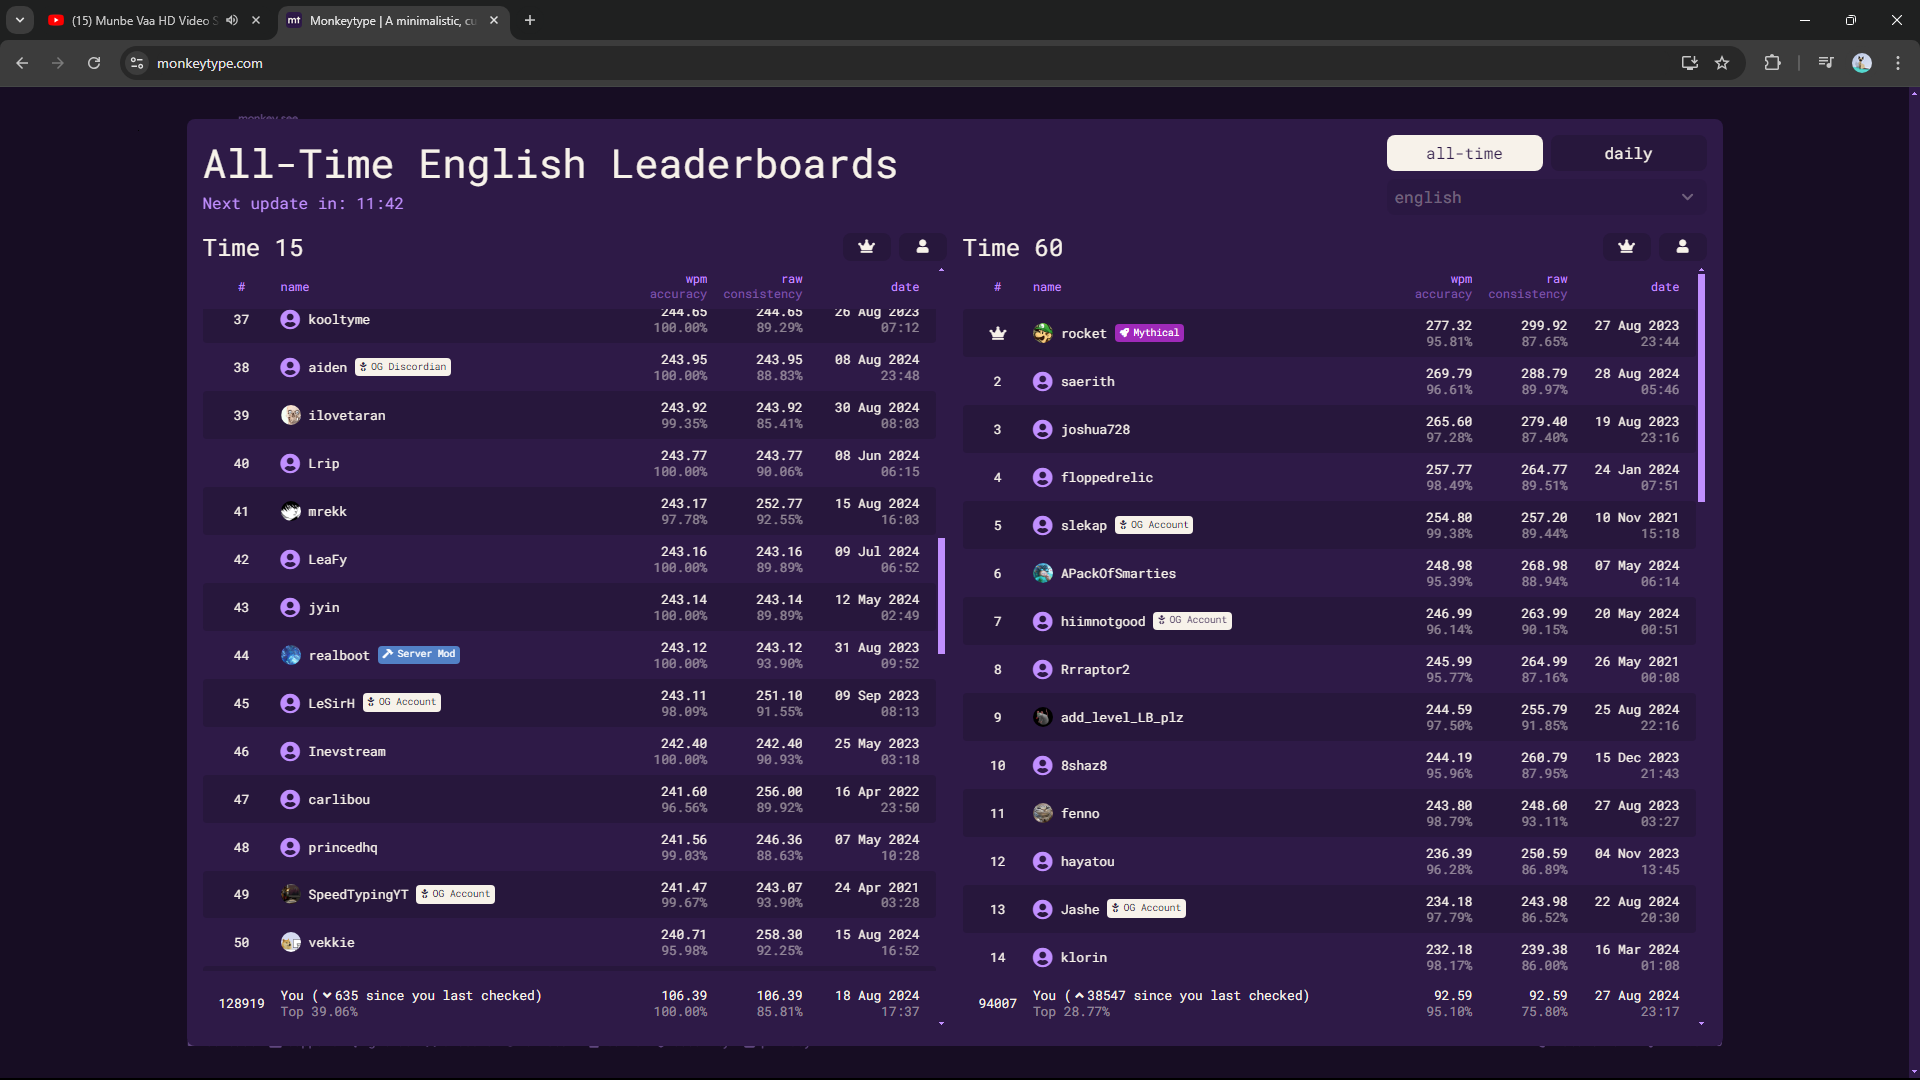 (15) Munbe Vaa HD Video S
Monkeytype | A minimalistic, cu
monkeytype.com
monkey see
All-Time English Leaderboards
Next update in: 11:42
all-time
daily
english
Time 15
# name wpm accuracy raw consistency date
37 kooltyme 244.65 100.00% 244.65 89.29% 26 Aug 2023 07:12
38 aiden OG Discordian 243.95 100.00% 243.95 88.83% 08 Aug 2024 23:48
39 ilovetaran 243.92 99.35% 243.92 85.41% 30 Aug 2024 08:03
40 Lrip 243.77 100.00% 243.77 90.06% 08 Jun 2024 06:15
41 mrekk 243.17 97.78% 252.77 92.55% 15 Aug 2024 16:03
42 LeaFy 243.16 100.00% 243.16 89.89% 09 Jul 2024 06:52
43 jyin 243.14 100.00% 243.14 89.89% 12 May 2024 02:49
44 realboot Server Mod 243.12 100.00% 243.12 93.90% 31 Aug 2023 09:52
45 LeSirH OG Account 243.11 98.09% 251.10 91.55% 09 Sep 2023 08:13
46 Inevstream 242.40 100.00% 242.40 90.93% 25 May 2023 03:18
47 carlibou 241.60 96.56% 256.00 89.92% 16 Apr 2022 23:50
48 princedhq 241.56 99.03% 246.36 88.63% 07 May 2024 10:28
49 SpeedTypingYT OG Account 241.47 99.67% 243.07 93.90% 24 Apr 2021 03:28
50 vekkie 240.71 95.98% 258.30 92.25% 15 Aug 2024 16:52
128919 You (635 since you last checked) Top 39.06% 106.39 100.00% 106.39 85.81% 18 Aug 2024 17:37
Time 60
# name wpm accuracy raw consistency date
rocket Mythical 277.32 95.81% 299.92 87.65% 27 Aug 2023 23:44
2 saerith 269.79 96.61% 288.79 89.97% 28 Aug 2024 05:46
3 joshua728 265.60 97.28% 279.40 87.40% 19 Aug 2023 23:16
4 floppedrelic 257.77 98.49% 264.77 89.51% 24 Jan 2024 07:51
5 slekap OG Account 254.80 99.38% 257.20 89.44% 10 Nov 2021 15:18
6 APackOfSmarties 248.98 95.39% 268.98 88.94% 07 May 2024 06:14
7 hiimnotgood OG Account 246.99 96.14% 263.99 90.15% 20 May 2024 00:51
8 Rrraptor2 245.99 95.77% 264.99 87.16% 26 May 2021 00:08
9 add_level_LB_plz 244.59 97.50% 255.79 91.85% 25 Aug 2024 22:16
10 8shaz8 244.19 95.96% 260.79 87.95% 15 Dec 2023 21:43
11 fenno 243.80 98.79% 248.60 93.11% 27 Aug 2023 03:27
12 hayatou 236.39 96.28% 250.59 86.89% 04 Nov 2023 13:45
13 Jashe OG Account 234.18 97.79% 243.98 86.52% 22 Aug 2024 20:30
14 klorin 232.18 98.17% 239.38 86.00% 16 Mar 2024 01:08
94007 You (38547 since you last checked) Top 28.77% 92.59 95.10% 92.59 75.80% 27 Aug 2024 23:17